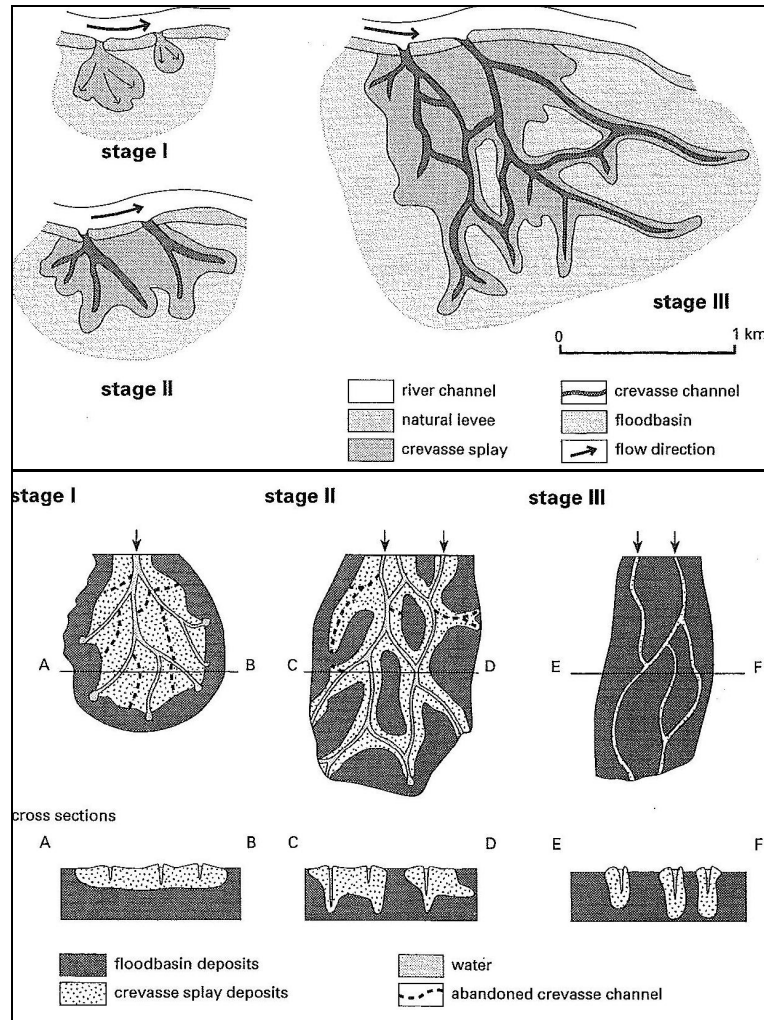 stage I
stage II
stage III
0 1 km
river channel
natural levee
crevasse splay
crevasse channel
floodbasin
flow direction
stage I
stage II
stage III
A B C D E F
cross sections
A B C D E F
floodbasin deposits
crevasse splay deposits
water
abandoned crevasse channel